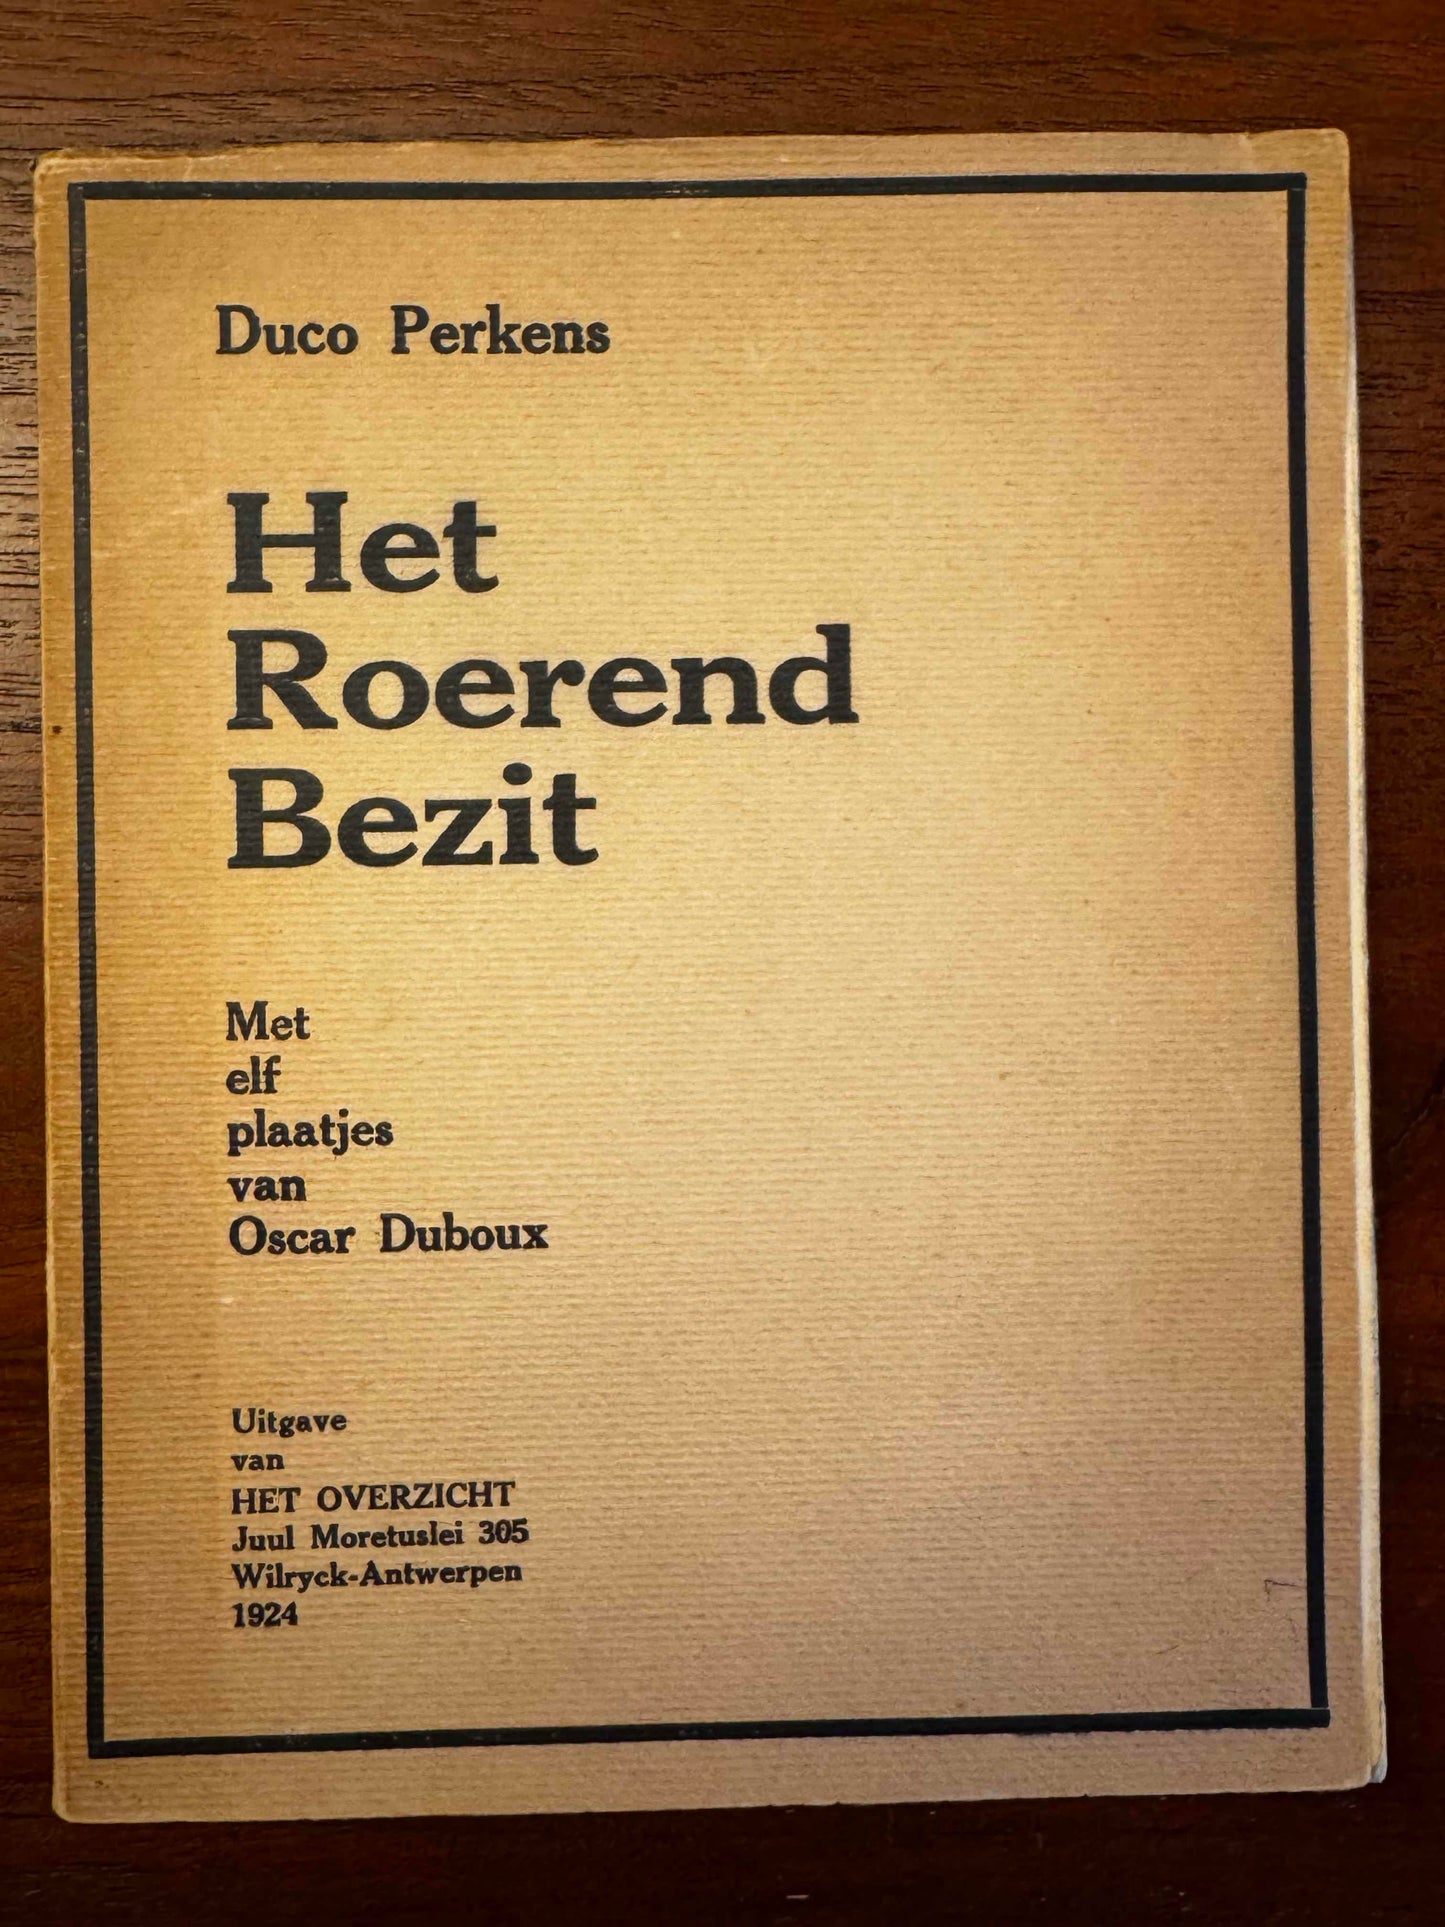 Duco Perkens
Het
Roerend
Bezit
Met
elf
plaatjes
van
Oscar Duboux
Uitgave
van
HET OVERZICHT
Juul Moretuslei 305
Wilryck-Antwerpen
1924